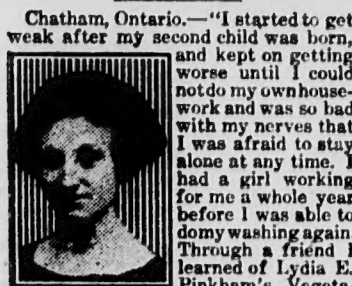 Chatham, Ontario.—"I started to get
weak after my second child was born,
and kept on getting
worse until I could
not do my own house-
work and was so bad
with my nerves that
I was afraid to stay
alone at any time. I
had a girl working
for me a whole year
before I was able to
do my washing again.
Through a friend I
learned of Lydia E.
Pinkham's Vegeta-